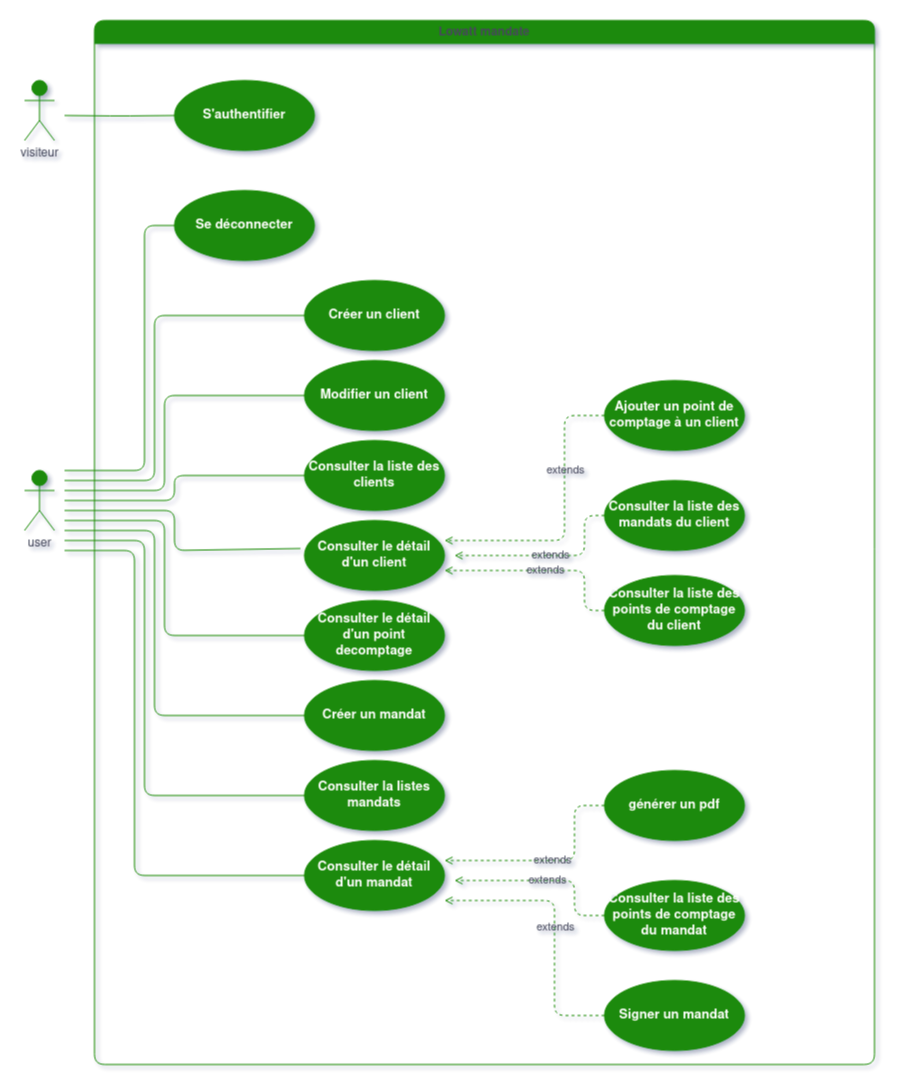 Lowatt mandate
S'authentifier
visiteur
Se déconnecter
Créer un client
Modifier un client
Ajouter un point de
comptage à un client
Consulter la liste des
clients
extends
user
Consulter la liste des
mandats du client
Consulter le détail
d'un client
extends
extends
Consulter la liste des
points de comptage
du client
Consulter le détail
d'un point
decomptage
Créer un mandat
Consulter la listes
mandats
générer un pdf
Consulter le détail
d'un mandat
extends
extends
Consulter la liste des
points de comptage
du mandat
extends
Signer un mandat